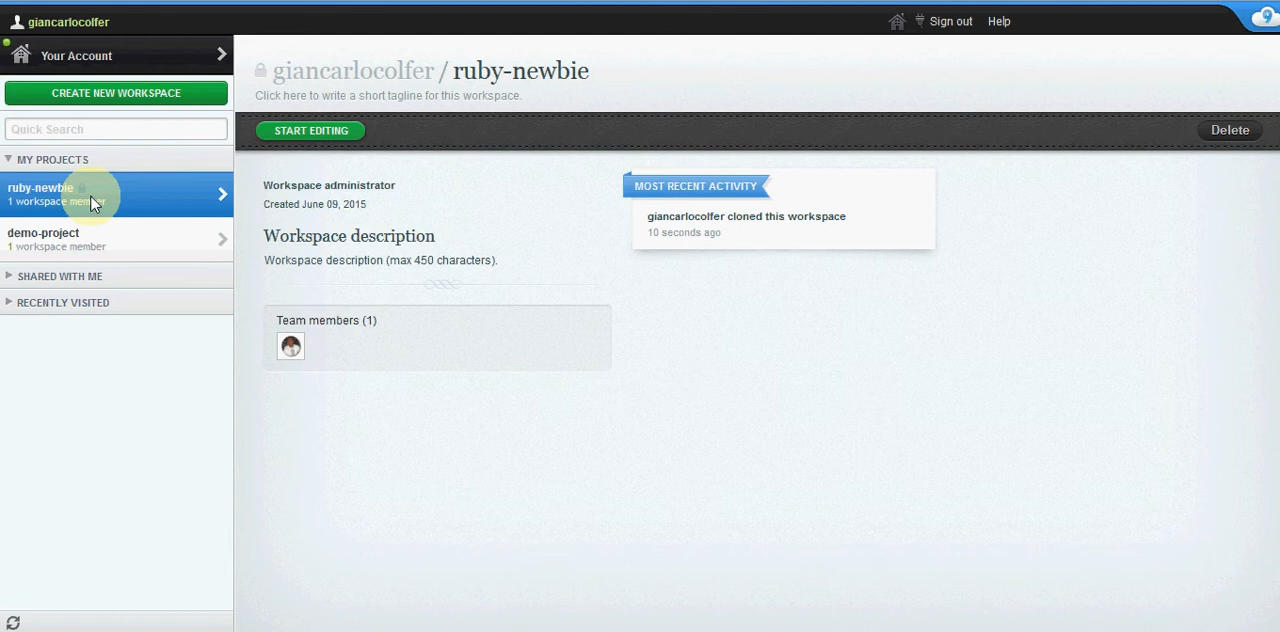 giancarlocolfer
Sign out
Help
9
Your Account
CREATE NEW WORKSPACE
Quick Search
MY PROJECTS
ruby-newbie
1 workspace member
demo-project
1 workspace member
SHARED WITH ME
RECENTLY VISITED
giancarlocolfer / ruby-newbie
Click here to write a short tagline for this workspace.
START EDITING
Delete
Workspace administrator
Created June 09, 2015
Workspace description
Workspace description (max 450 characters).
Team members (1)
MOST RECENT ACTIVITY
giancarlocolfer cloned this workspace
10 seconds ago